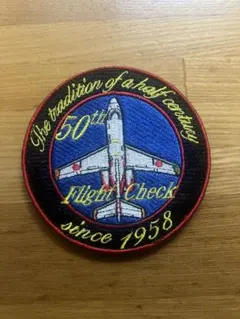 The tradition of a half century
50th
Flight Check
since 1958